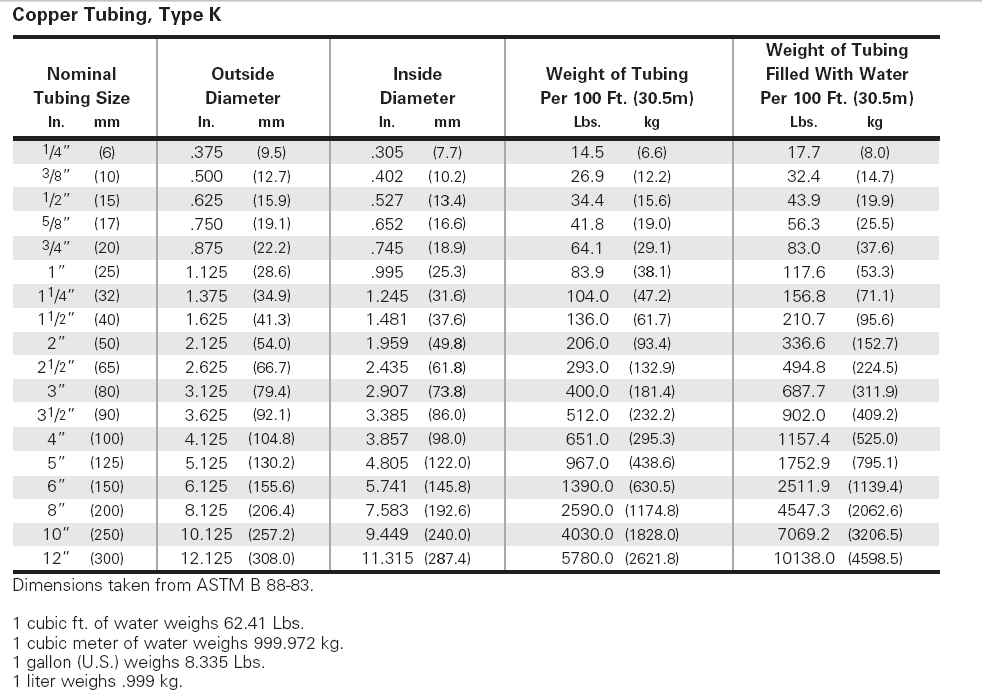 Copper Tubing, Type K
Nominal Tubing Size Outside Diameter Inside Diameter Weight of Tubing Per 100 Ft. (30.5m) Weight of Tubing Filled With Water Per 100 Ft. (30.5m)
In. mm In. mm In. mm Lbs. kg Lbs. kg
1/4" (6) .375 (9.5) .305 (7.7) 14.5 (6.6) 17.7 (8.0)
3/8" (10) .500 (12.7) .402 (10.2) 26.9 (12.2) 32.4 (14.7)
1/2" (15) .625 (15.9) .527 (13.4) 34.4 (15.6) 43.9 (19.9)
5/8" (17) .750 (19.1) .652 (16.6) 41.8 (19.0) 56.3 (25.5)
3/4" (20) .875 (22.2) .745 (18.9) 64.1 (29.1) 83.0 (37.6)
1" (25) 1.125 (28.6) .995 (25.3) 83.9 (38.1) 117.6 (53.3)
1 1/4" (32) 1.375 (34.9) 1.245 (31.6) 104.0 (47.2) 156.8 (71.1)
1 1/2" (40) 1.625 (41.3) 1.481 (37.6) 136.0 (61.7) 210.7 (95.6)
2" (50) 2.125 (54.0) 1.959 (49.8) 206.0 (93.4) 336.6 (152.7)
2 1/2" (65) 2.625 (66.7) 2.435 (61.8) 293.0 (132.9) 494.8 (224.5)
3" (80) 3.125 (79.4) 2.907 (73.8) 400.0 (181.4) 687.7 (311.9)
3 1/2" (90) 3.625 (92.1) 3.385 (86.0) 512.0 (232.2) 902.0 (409.2)
4" (100) 4.125 (104.8) 3.857 (98.0) 651.0 (295.3) 1157.4 (525.0)
5" (125) 5.125 (130.2) 4.805 (122.0) 967.0 (438.6) 1752.9 (795.1)
6" (150) 6.125 (155.6) 5.741 (145.8) 1390.0 (630.5) 2511.9 (1139.4)
8" (200) 8.125 (206.4) 7.583 (192.6) 2590.0 (1174.8) 4547.3 (2062.6)
10" (250) 10.125 (257.2) 9.449 (240.0) 4030.0 (1828.0) 7069.2 (3206.5)
12" (300) 12.125 (308.0) 11.315 (287.4) 5780.0 (2621.8) 10138.0 (4598.5)
Dimensions taken from ASTM B 88-83.
1 cubic ft. of water weighs 62.41 Lbs.
1 cubic meter of water weighs 999.972 kg.
1 gallon (U.S.) weighs 8.335 Lbs.
1 liter weighs .999 kg.